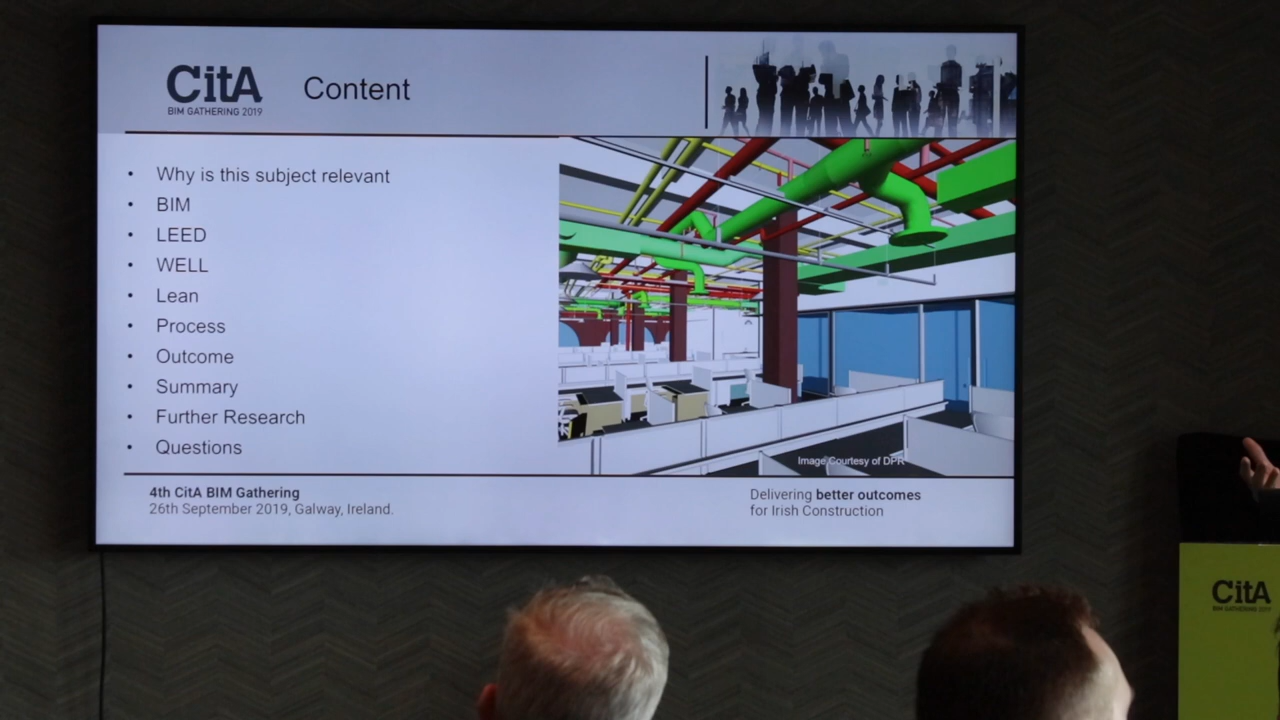 CitA
BIM GATHERING 2019
Content
• Why is this subject relevant
• BIM
• LEED
• WELL
• Lean
• Process
• Outcome
• Summary
• Further Research
• Questions
Image Courtesy of DPR
4th CitA BIM Gathering
26th September 2019, Galway, Ireland.
Delivering better outcomes
for Irish Construction
CitA
BIM GATHERING